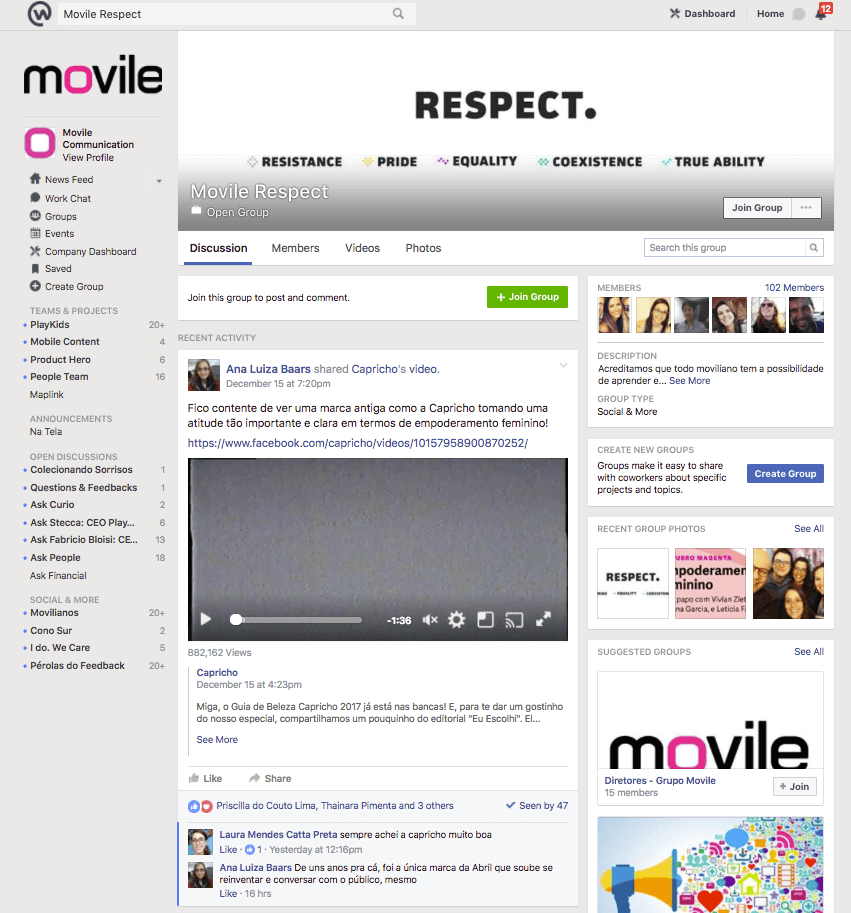 Movile Respect
Dashboard
Home
12
movile
Movile
Communication
View Profile
News Feed
Work Chat
Groups
Events
Company Dashboard
Saved
Create Group
TEAMS & PROJECTS
PlayKids 20+
Mobile Content 4
Product Hero 6
People Team 16
Maplink
ANNOUNCEMENTS
Na Tela
OPEN DISCUSSIONS
Colecionando Sorrisos 1
Questions & Feedbacks 1
Ask Curio 2
Ask Stecca: CEO Play... 6
Ask Fabricio Bloisi: CE... 13
Ask People 18
Ask Financial
SOCIAL & MORE
Movilianos 20+
Cono Sur 2
I do. We Care 5
Pérolas do Feedback 20+
RESPECT.
RESISTANCE PRIDE EQUALITY COEXISTENCE TRUE ABILITY
Movile Respect
Open Group
Join Group ...
Discussion Members Videos Photos
Search this group
Join this group to post and comment.
+ Join Group
RECENT ACTIVITY
Ana Luiza Baars shared Capricho's video.
December 15 at 7:20pm
Fico contente de ver uma marca antiga como a Capricho tomando uma
atitude tão importante e clara em termos de empoderamento feminino!
https://www.facebook.com/capricho/videos/10157958900870252/
-1:36
882,162 Views
Capricho
December 15 at 4:23pm
Miga, o Guia de Beleza Capricho 2017 já está nas bancas! E, para te dar um gostinho
do nosso especial, compartilhamos um pouquinho do editorial "Eu Escolhi". El...
See More
Like Share
Priscilla do Couto Lima, Thainara Pimenta and 3 others
Seen by 47
Laura Mendes Catta Preta sempre achei a capricho muito boa
Like · 1 · Yesterday at 12:16pm
Ana Luiza Baars De uns anos pra cá, foi a única marca da Abril que soube se
reinventar e conversar com o público, mesmo
Like · 16 hrs
MEMBERS 102 Members
DESCRIPTION
Acreditamos que todo moviliano tem a possibilidade
de aprender e... See More
GROUP TYPE
Social & More
CREATE NEW GROUPS
Groups make it easy to share
with coworkers about specific
projects and topics.
Create Group
RECENT GROUP PHOTOS See All
RESPECT.
EQUALITY
UBRO MAGENTA
mpoderamen
minino
papo com Vivian Ziet
na Garcia, e Leticia F
SUGGESTED GROUPS See All
movile
Diretores - Grupo Movile
15 members
+ Join